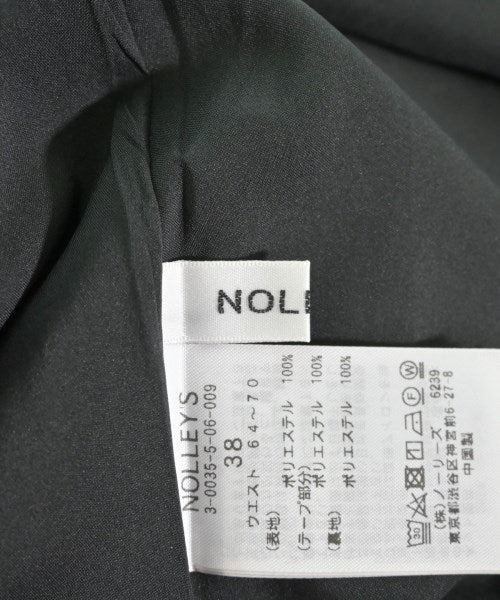 NOLL
NOLLEY'S
3-0035-5-06-009
38
ウエスト 64～70
(表地) ポリエステル 100%
(テープ部分) ポリエステル 100%
(裏地) ポリエステル 100%
30
(株)ノーリーズ 6239
東京都渋谷区神宮前6-27-8
中国製